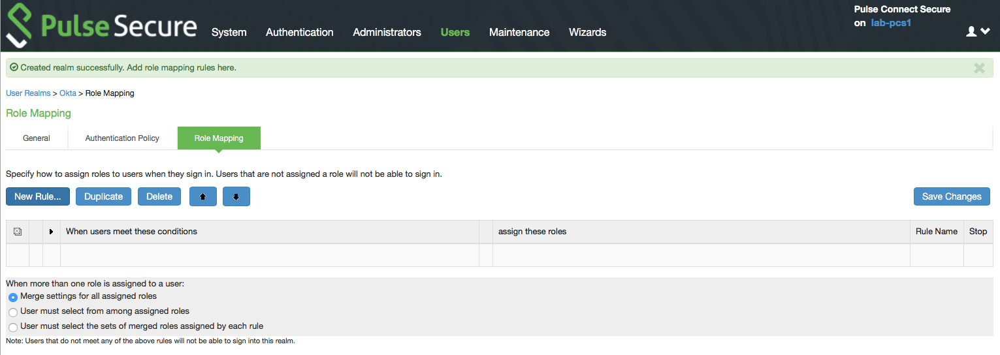 Pulse Secure
System Authentication Administrators Users Maintenance Wizards
Pulse Connect Secure
on lab-pcs1
Created realm successfully. Add role mapping rules here.
User Realms > Okta > Role Mapping
Role Mapping
General Authentication Policy Role Mapping
Specify how to assign roles to users when they sign in. Users that are not assigned a role will not be able to sign in.
New Rule... Duplicate Delete Save Changes
When users meet these conditions assign these roles Rule Name Stop
When more than one role is assigned to a user:
Merge settings for all assigned roles
User must select from among assigned roles
User must select the sets of merged roles assigned by each rule
Note: Users that do not meet any of the above rules will not be able to sign into this realm.